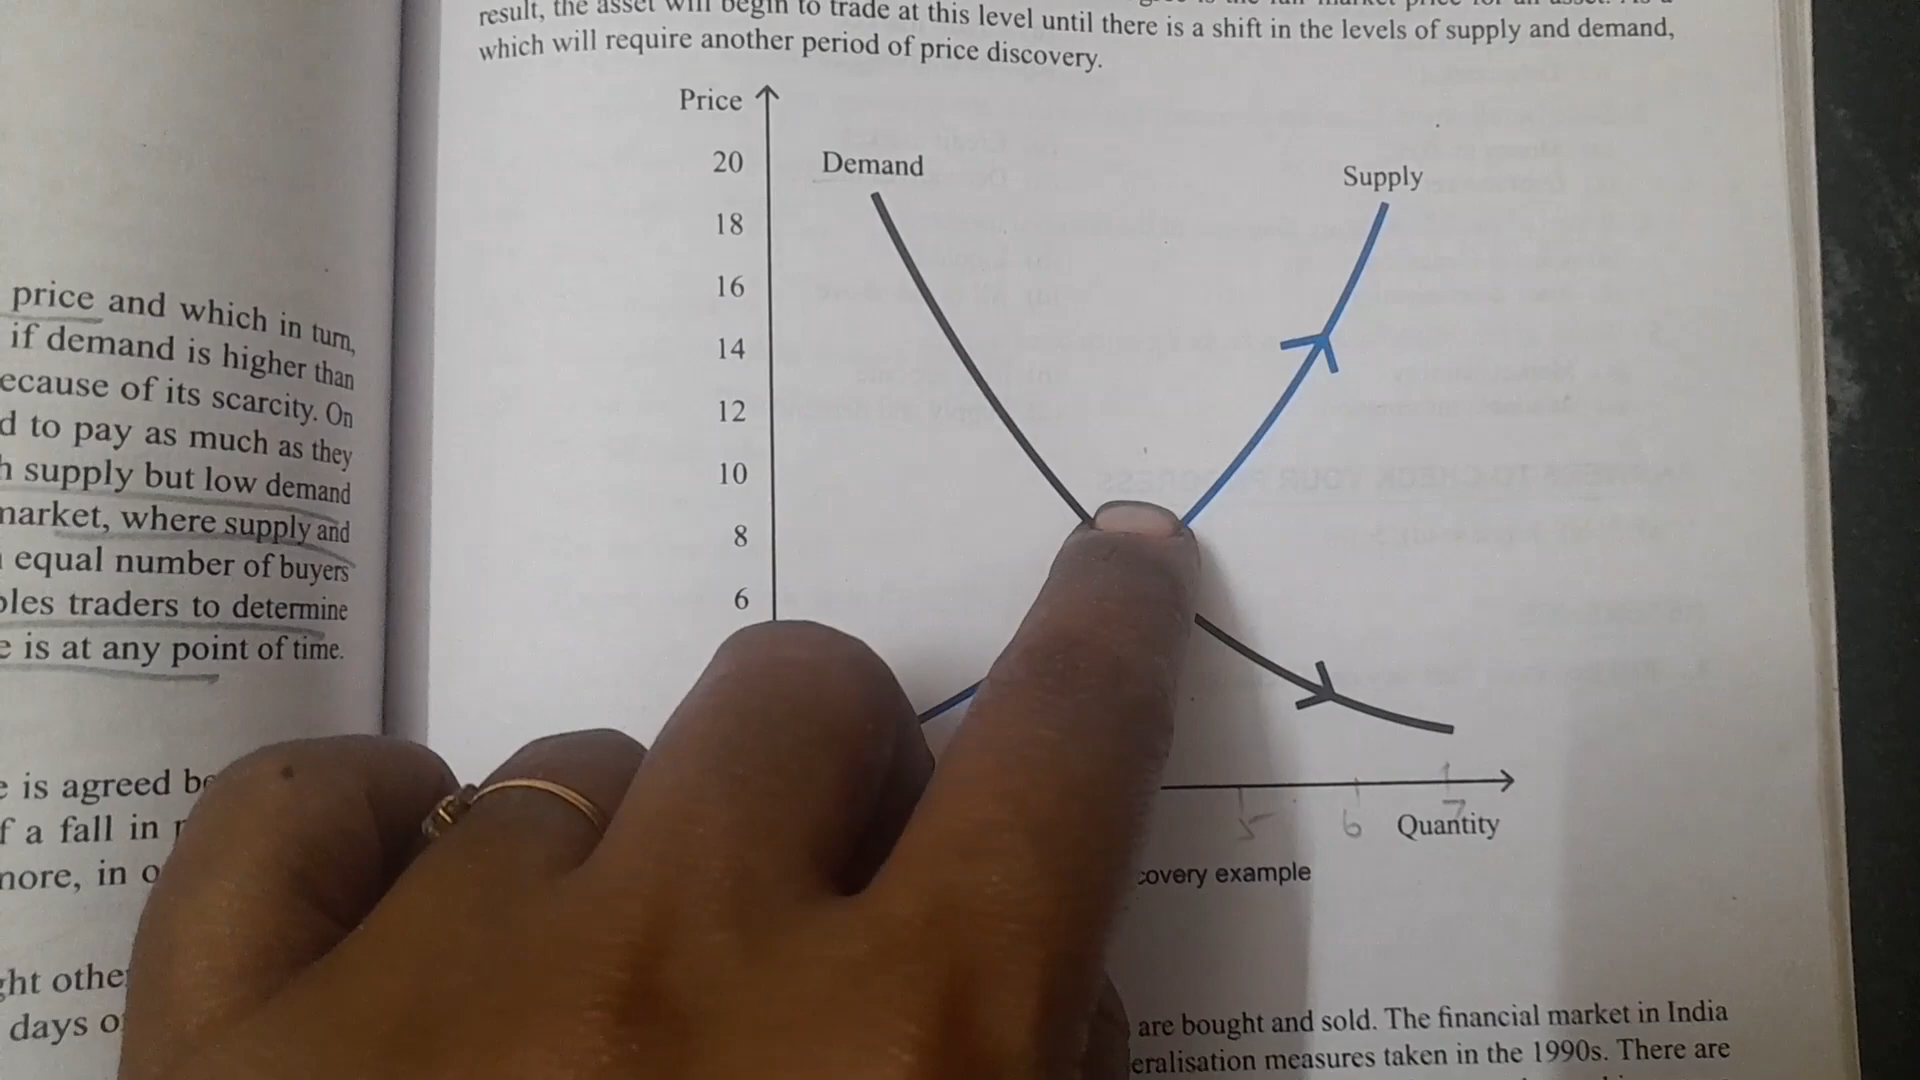 price and which in turn,
if demand is higher than
ecause of its scarcity. On
d to pay as much as they
h supply but low demand
market, where supply and
equal number of buyers
bles traders to determine
e is at any point of time.
e is agreed be
f a fall in
more, in o
ght othe
days o
result, the asset will begin to trade at this level until there is a shift in the levels of supply and demand,
which will require another period of price discovery.
Price
20
18
16
14
12
10
8
6
Demand
Supply
5
6
7
Quantity
covery example
are bought and sold. The financial market in India
eralisation measures taken in the 1990s. There are